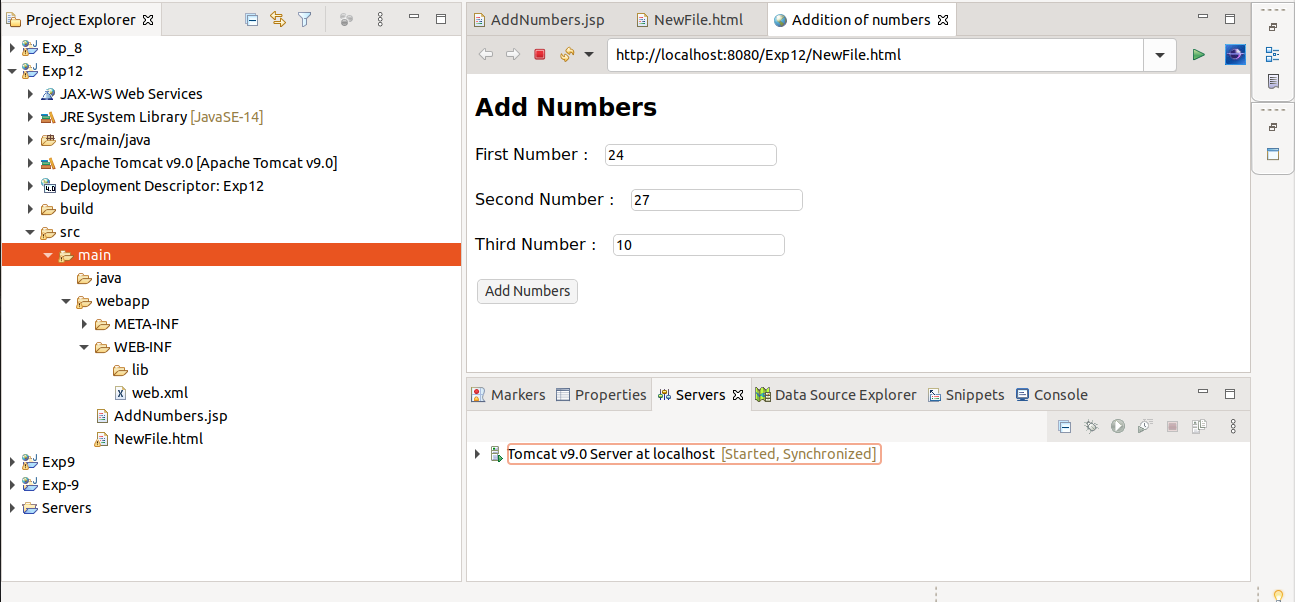 Project Explorer
Exp_8
Exp12
JAX-WS Web Services
JRE System Library [JavaSE-14]
src/main/java
Apache Tomcat v9.0 [Apache Tomcat v9.0]
Deployment Descriptor: Exp12
build
src
main
java
webapp
META-INF
WEB-INF
lib
web.xml
AddNumbers.jsp
NewFile.html
Exp9
Exp-9
Servers
AddNumbers.jsp NewFile.html Addition of numbers
http://localhost:8080/Exp12/NewFile.html
Add Numbers
First Number : 24
Second Number : 27
Third Number : 10
Add Numbers
Markers Properties Servers Data Source Explorer Snippets Console
Tomcat v9.0 Server at localhost [Started, Synchronized]